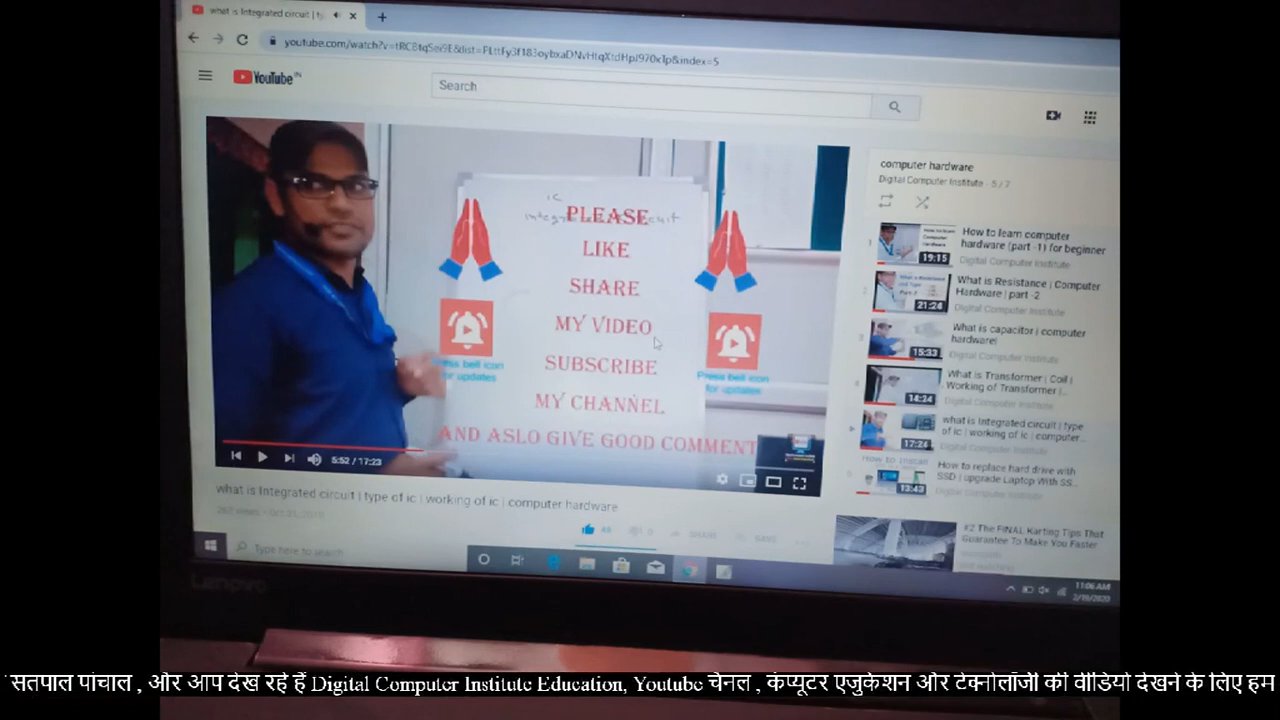 what is Integrated circuit | ty
youtube.com/watch?v=
YouTube IN
Search
IC
PLEASE
LIKE
SHARE
MY VIDEO
SUBSCRIBE
MY CHANNEL
AND ASLO GIVE GOOD COMMENT
Press bell icon
for updates
Press bell icon
for updates
5:52 / 17:23
what is Integrated circuit | type of ic | working of ic | computer hardware
SHARE
SAVE
computer hardware
Digital Computer Institute - 5 / 7
How to learn computer
hardware (part -1) for beginner
Digital Computer Institute
19:15
What is Resistance | Computer
Hardware | part -2
Digital Computer Institute
21:24
What is capacitor | computer
hardware|
Digital Computer Institute
15:33
What is Transformer | Coil |
Working of Transformer |...
Digital Computer Institute
14:24
what is Integrated circuit | type
of ic | working of ic | computer...
Digital Computer Institute
17:24
How to replace hard drive with
SSD | upgrade Laptop With SS...
Digital Computer Institute
13:43
#2 The FINAL Karting Tips That
Guarantee To Make You Faster
Type here to search
11:06 AM
Lenovo
सतपाल पांचाल , और आप देख रहे हैं Digital Computer Institute Education, Youtube चैनल , कंप्यूटर एजुकेशन और टेक्नोलॉजी की वीडियो देखने के लिए हम